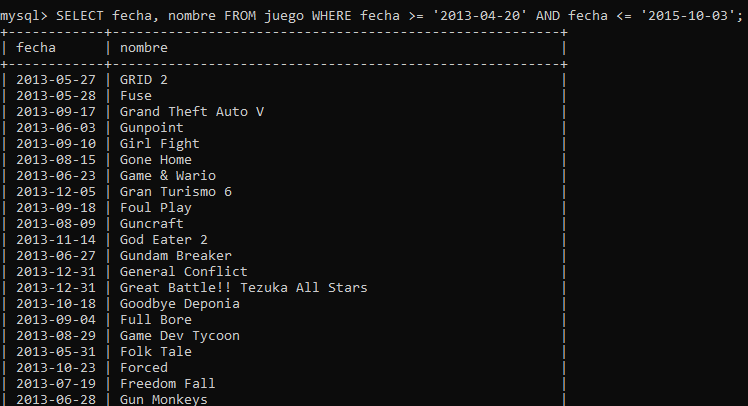 mysql> SELECT fecha, nombre FROM juego WHERE fecha >= '2013-04-20' AND fecha <= '2015-10-03';
+------------+--------------------------------------------------------+
| fecha      | nombre                                                 |
+------------+--------------------------------------------------------+
| 2013-05-27 | GRID 2                                                 |
| 2013-05-28 | Fuse                                                   |
| 2013-09-17 | Grand Theft Auto V                                     |
| 2013-06-03 | Gunpoint                                               |
| 2013-09-10 | Girl Fight                                             |
| 2013-08-15 | Gone Home                                              |
| 2013-06-23 | Game & Wario                                           |
| 2013-12-05 | Gran Turismo 6                                         |
| 2013-09-18 | Foul Play                                              |
| 2013-08-09 | Guncraft                                               |
| 2013-11-14 | God Eater 2                                            |
| 2013-06-27 | Gundam Breaker                                         |
| 2013-12-31 | General Conflict                                       |
| 2013-12-31 | Great Battle!! Tezuka All Stars                        |
| 2013-10-18 | Goodbye Deponia                                        |
| 2013-09-04 | Full Bore                                              |
| 2013-08-29 | Game Dev Tycoon                                        |
| 2013-05-31 | Folk Tale                                              |
| 2013-10-23 | Forced                                                 |
| 2013-07-19 | Freedom Fall                                           |
| 2013-06-28 | Gun Monkeys                                            |